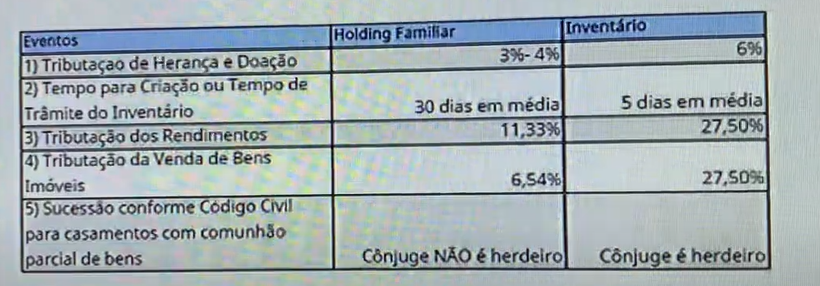 Eventos Holding Familiar Inventário
1) Tributaçao de Herança e Doação 3%- 4% 6%
2) Tempo para Criação ou Tempo de
Trâmite do Inventário 30 dias em média 5 dias em média
3) Tributação dos Rendimentos 11,33% 27,50%
4) Tributação da Venda de Bens
Imóveis 6,54% 27,50%
5) Sucessão conforme Código Civil
para casamentos com comunhão
parcial de bens Cônjuge NÃO é herdeiro Cônjuge é herdeiro